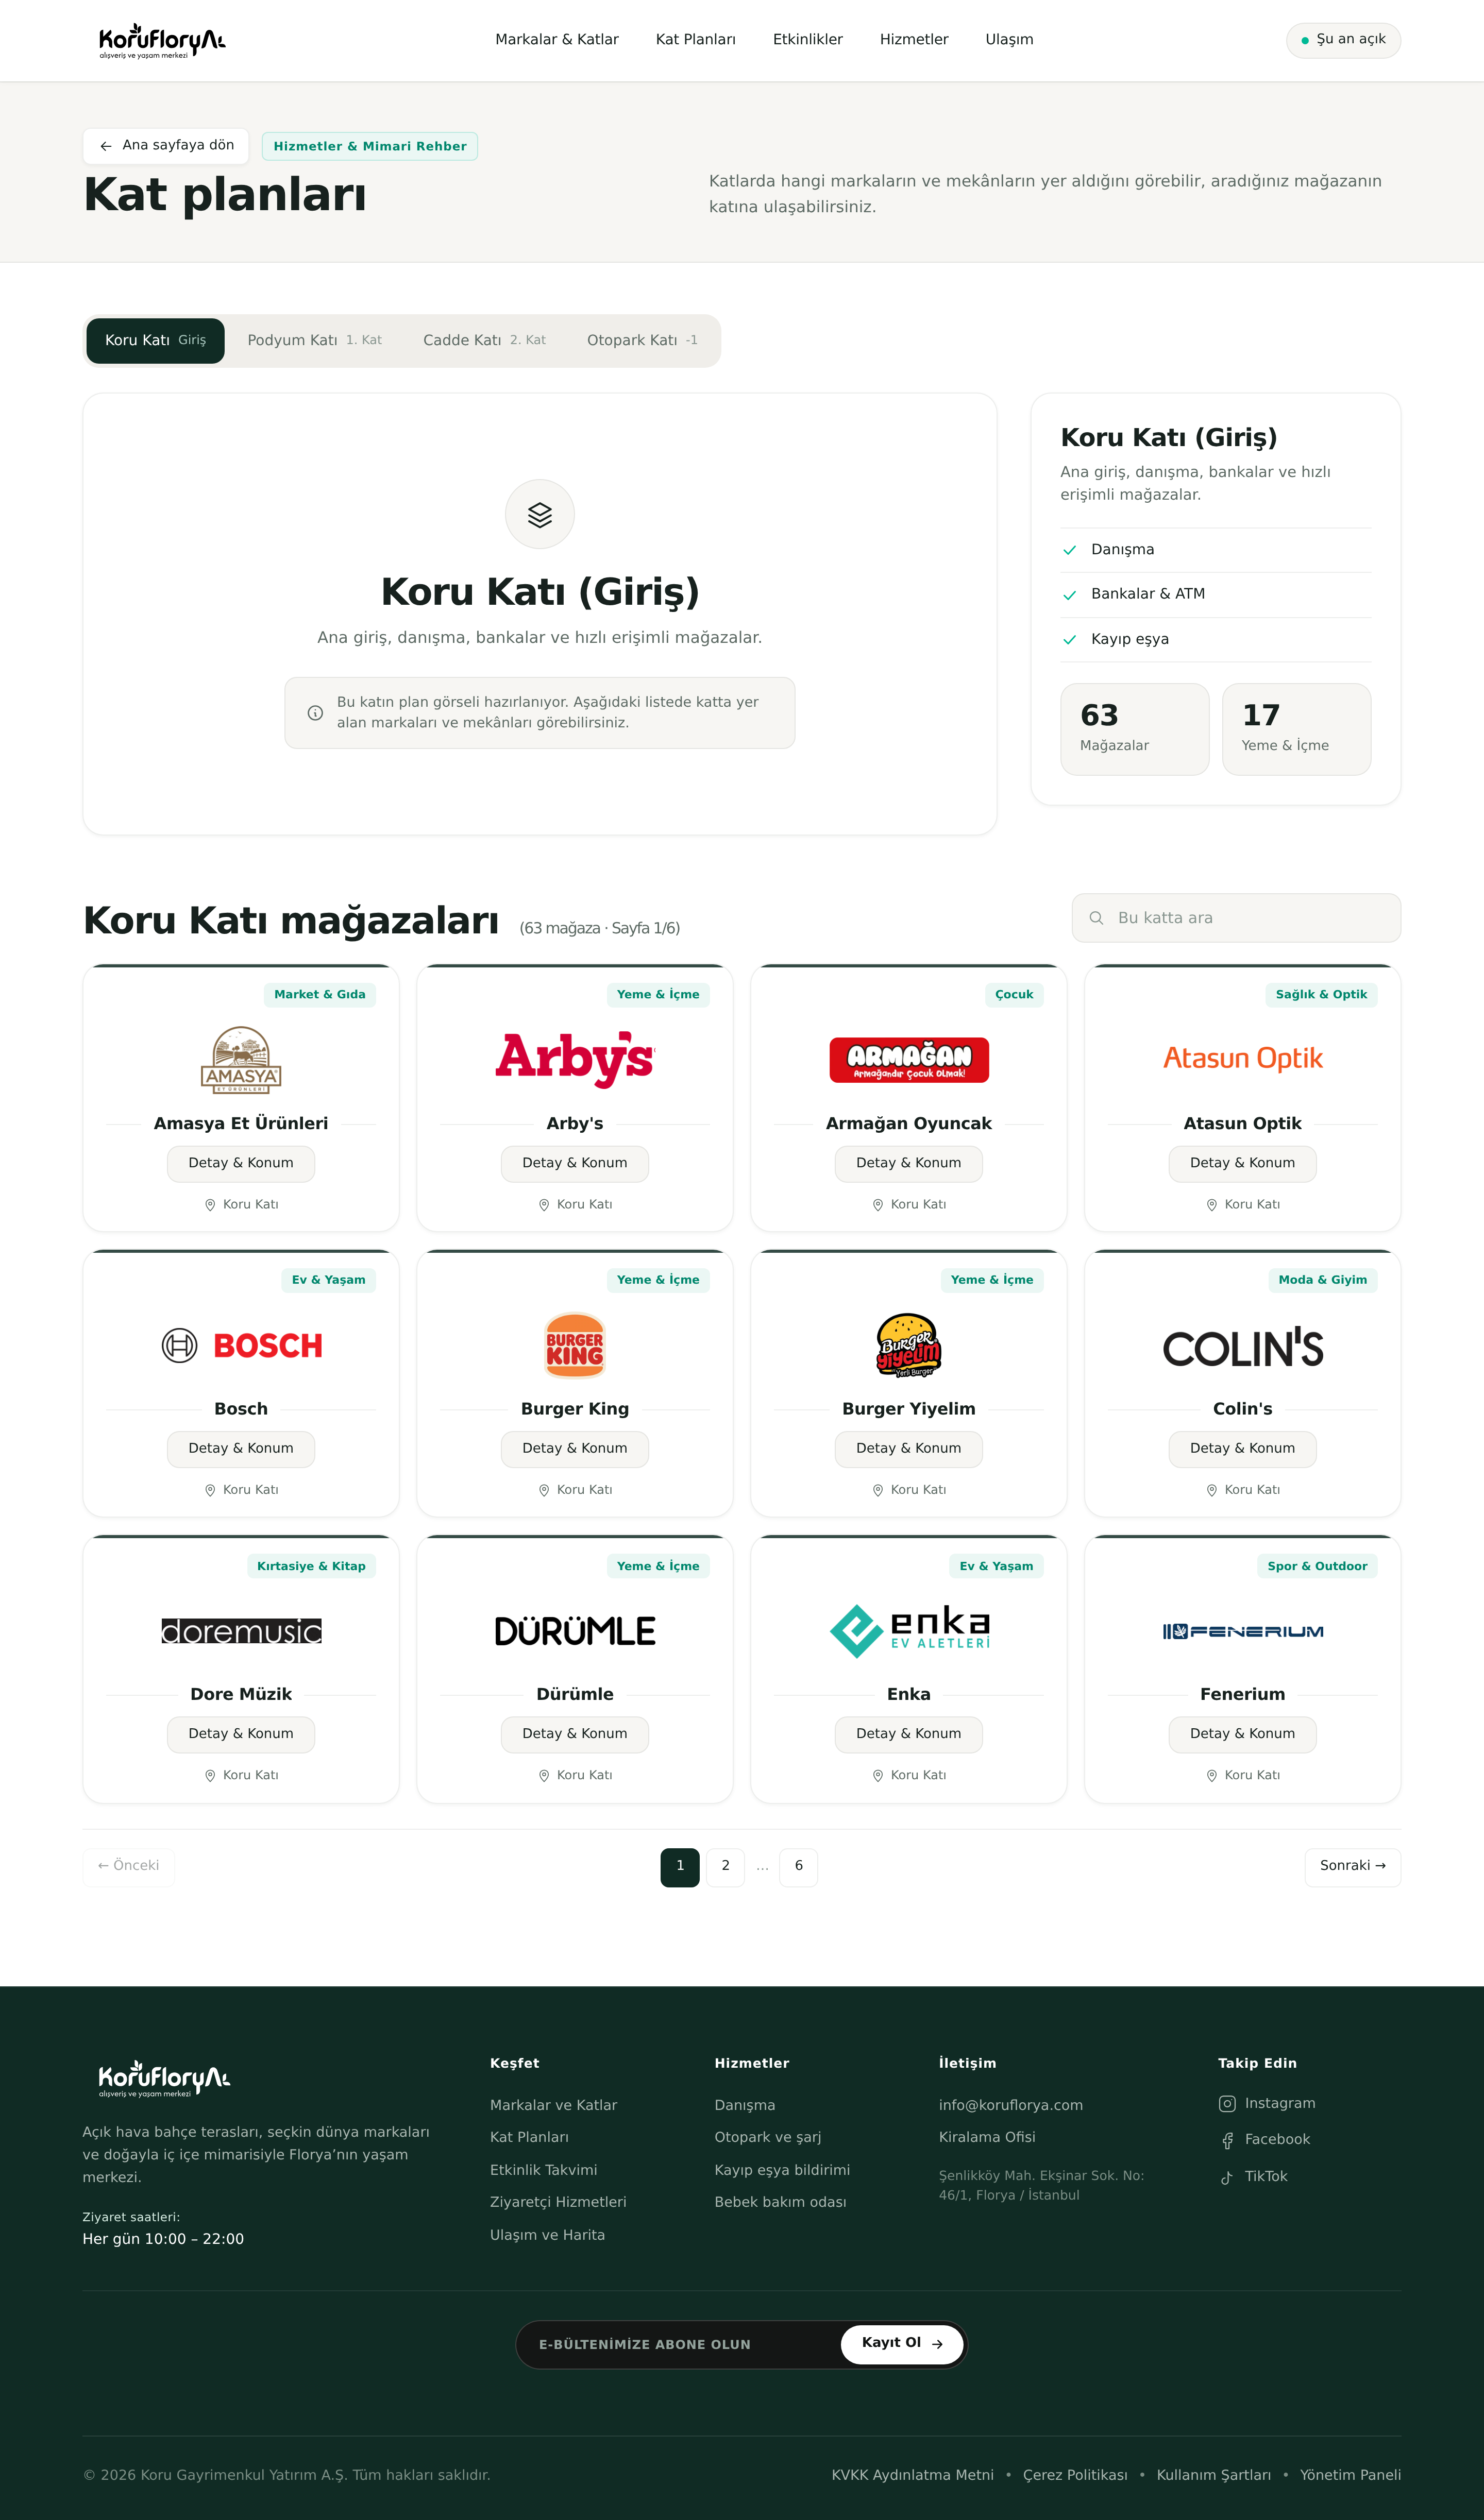 KoruFlorya
alışveriş ve yaşam merkezi
Markalar & Katlar
Kat Planları
Etkinlikler
Hizmetler
Ulaşım
Şu an açık
← Ana sayfaya dön
Hizmetler & Mimari Rehber
Kat planları
Katlarda hangi markaların ve mekânların yer aldığını görebilir, aradığınız mağazanın
katına ulaşabilirsiniz.
Koru Katı Giriş
Podyum Katı 1. Kat
Cadde Katı 2. Kat
Otopark Katı -1
Koru Katı (Giriş)
Ana giriş, danışma, bankalar ve hızlı erişimli mağazalar.
Bu katın plan görseli hazırlanıyor. Aşağıdaki listede katta yer
alan markaları ve mekânları görebilirsiniz.
Koru Katı (Giriş)
Ana giriş, danışma, bankalar ve hızlı
erişimli mağazalar.
Danışma
Bankalar & ATM
Kayıp eşya
63
Mağazalar
17
Yeme & İçme
Koru Katı mağazaları (63 mağaza · Sayfa 1/6)
Bu katta ara
Market & Gıda
AMASYA
ET ÜRÜNLERİ
Amasya Et Ürünleri
Detay & Konum
Koru Katı
Yeme & İçme
Arby's
Arby's
Detay & Konum
Koru Katı
Çocuk
ARMAĞAN
Armağandır Çocuk Olmak!
Armağan Oyuncak
Detay & Konum
Koru Katı
Sağlık & Optik
Atasun Optik
Atasun Optik
Detay & Konum
Koru Katı
Ev & Yaşam
BOSCH
Bosch
Detay & Konum
Koru Katı
Yeme & İçme
BURGER
KING
Burger King
Detay & Konum
Koru Katı
Yeme & İçme
Burger
yiyelim
Yerli Burger
Burger Yiyelim
Detay & Konum
Koru Katı
Moda & Giyim
COLIN'S
Colin's
Detay & Konum
Koru Katı
Kırtasiye & Kitap
doremusic
Dore Müzik
Detay & Konum
Koru Katı
Yeme & İçme
DÜRÜMLE
Dürümle
Detay & Konum
Koru Katı
Ev & Yaşam
enka
EV ALETLERİ
Enka
Detay & Konum
Koru Katı
Spor & Outdoor
FENERIUM
Fenerium
Detay & Konum
Koru Katı
← Önceki
1
2
...
6
Sonraki →
KoruFlorya
alışveriş ve yaşam merkezi
Açık hava bahçe terasları, seçkin dünya markaları
ve doğayla iç içe mimarisiyle Florya’nın yaşam
merkezi.
Ziyaret saatleri:
Her gün 10:00 – 22:00
Keşfet
Markalar ve Katlar
Kat Planları
Etkinlik Takvimi
Ziyaretçi Hizmetleri
Ulaşım ve Harita
Hizmetler
Danışma
Otopark ve şarj
Kayıp eşya bildirimi
Bebek bakım odası
İletişim
info@koruflorya.com
Kiralama Ofisi
Şenlikköy Mah. Ekşinar Sok. No:
46/1, Florya / İstanbul
Takip Edin
Instagram
Facebook
TikTok
E-BÜLTENİMİZE ABONE OLUN
Kayıt Ol →
© 2026 Koru Gayrimenkul Yatırım A.Ş. Tüm hakları saklıdır.
KVKK Aydınlatma Metni • Çerez Politikası • Kullanım Şartları • Yönetim Paneli